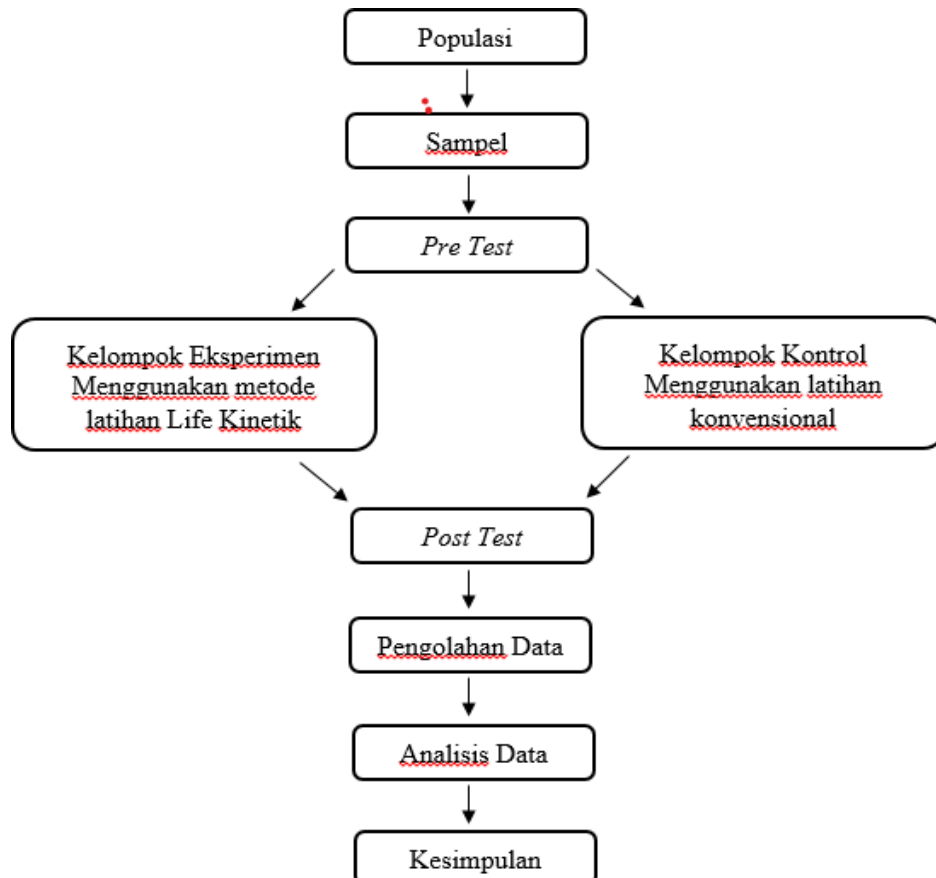 Populasi
Sampel
Pre Test
Kelompok Eksperimen
Menggunakan metode
latihan Life Kinetik
Kelompok Kontrol
Menggunakan latihan
konvensional
Post Test
Pengolahan Data
Analisis Data
Kesimpulan